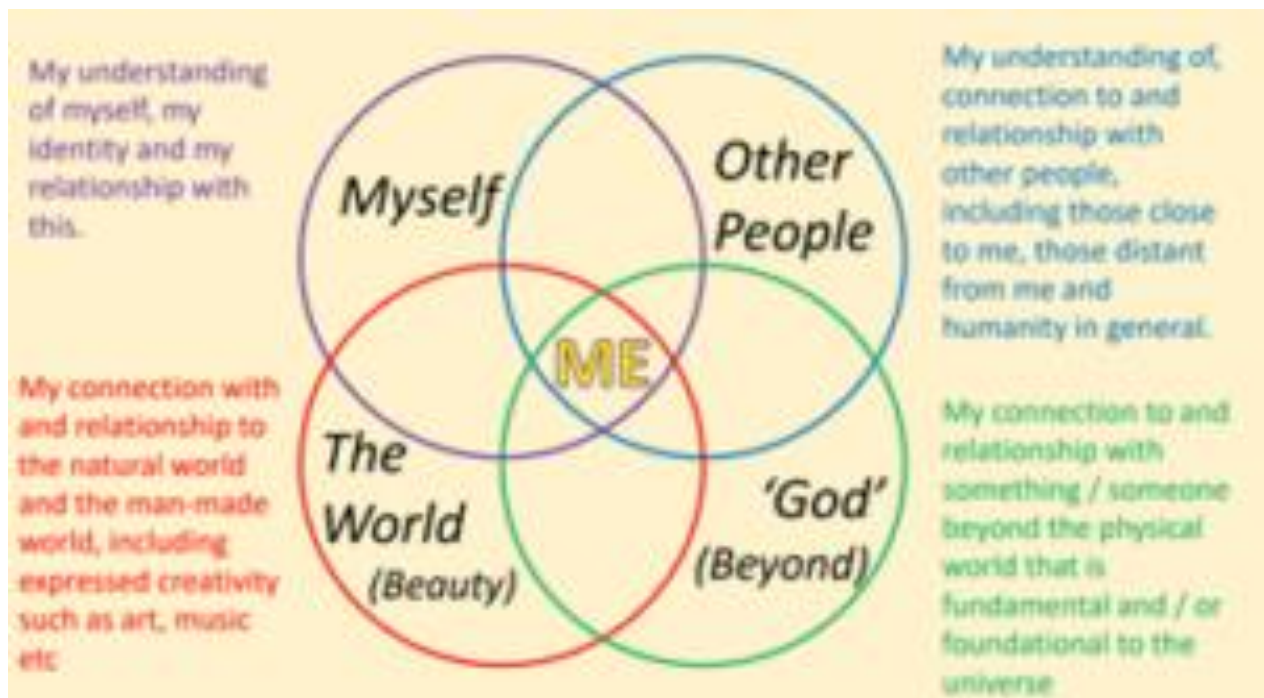 My understanding
of myself, my
identity and my
relationship with
this.
Myself
Other
People
My understanding of,
connection to and
relationship with
other people,
including those close
to me, those distant
from me and
humanity in general.
ME
My connection with
and relationship to
the natural world
and the man-made
world, including
expressed creativity
such as art, music
etc
The
World
(Beauty)
'God'
(Beyond)
My connection to and
relationship with
something / someone
beyond the physical
world that is
fundamental and / or
foundational to the
universe